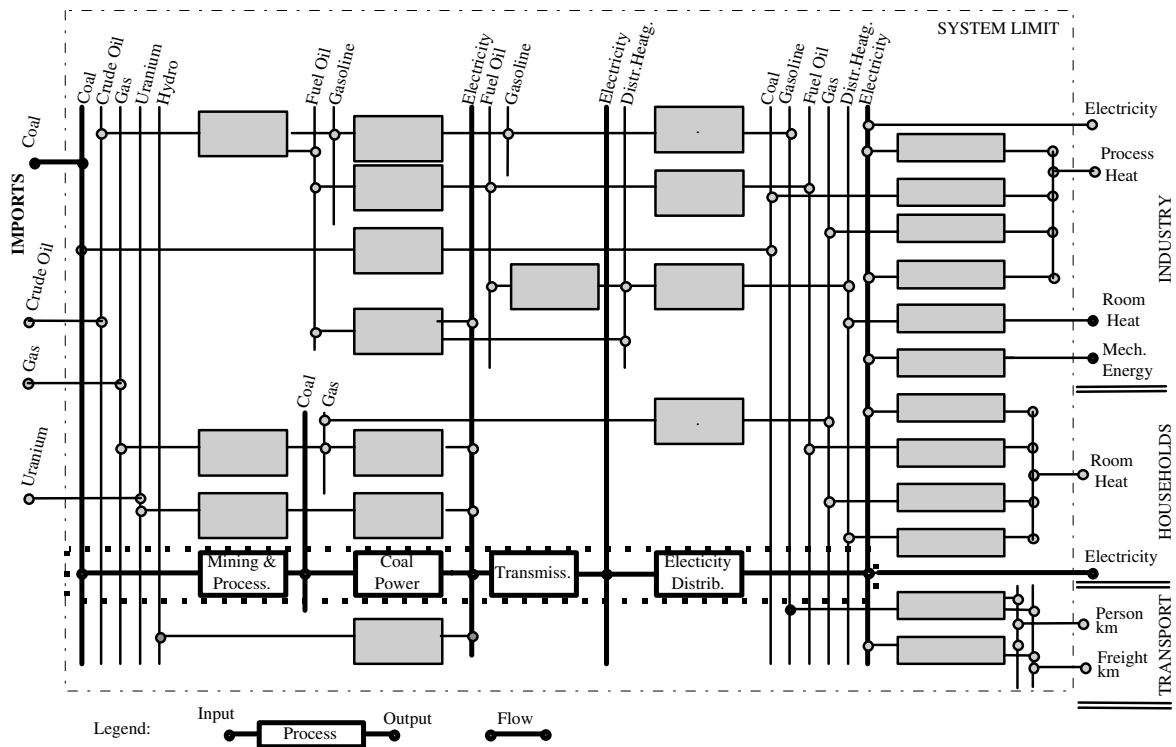 SYSTEM LIMIT
IMPORTS
Coal
Crude Oil
Gas
Uranium
Coal
Crude Oil
Gas
Uranium
Hydro
Fuel Oil
Gasoline
Electricity
Fuel Oil
Gasoline
Electricity
Distr.Heatg.
Coal
Gasoline
Fuel Oil
Gas
Distr.Heatg.
Electricity
Coal
Gas
Mining &
Process.
Coal
Power
Transmiss.
Electicity
Distrib.
Electricity
Process
Heat
Room
Heat
Mech.
Energy
INDUSTRY
Room
Heat
Electricity
HOUSEHOLDS
Person
km
Freight
km
TRANSPORT
Legend:
Input
Process
Output
Flow